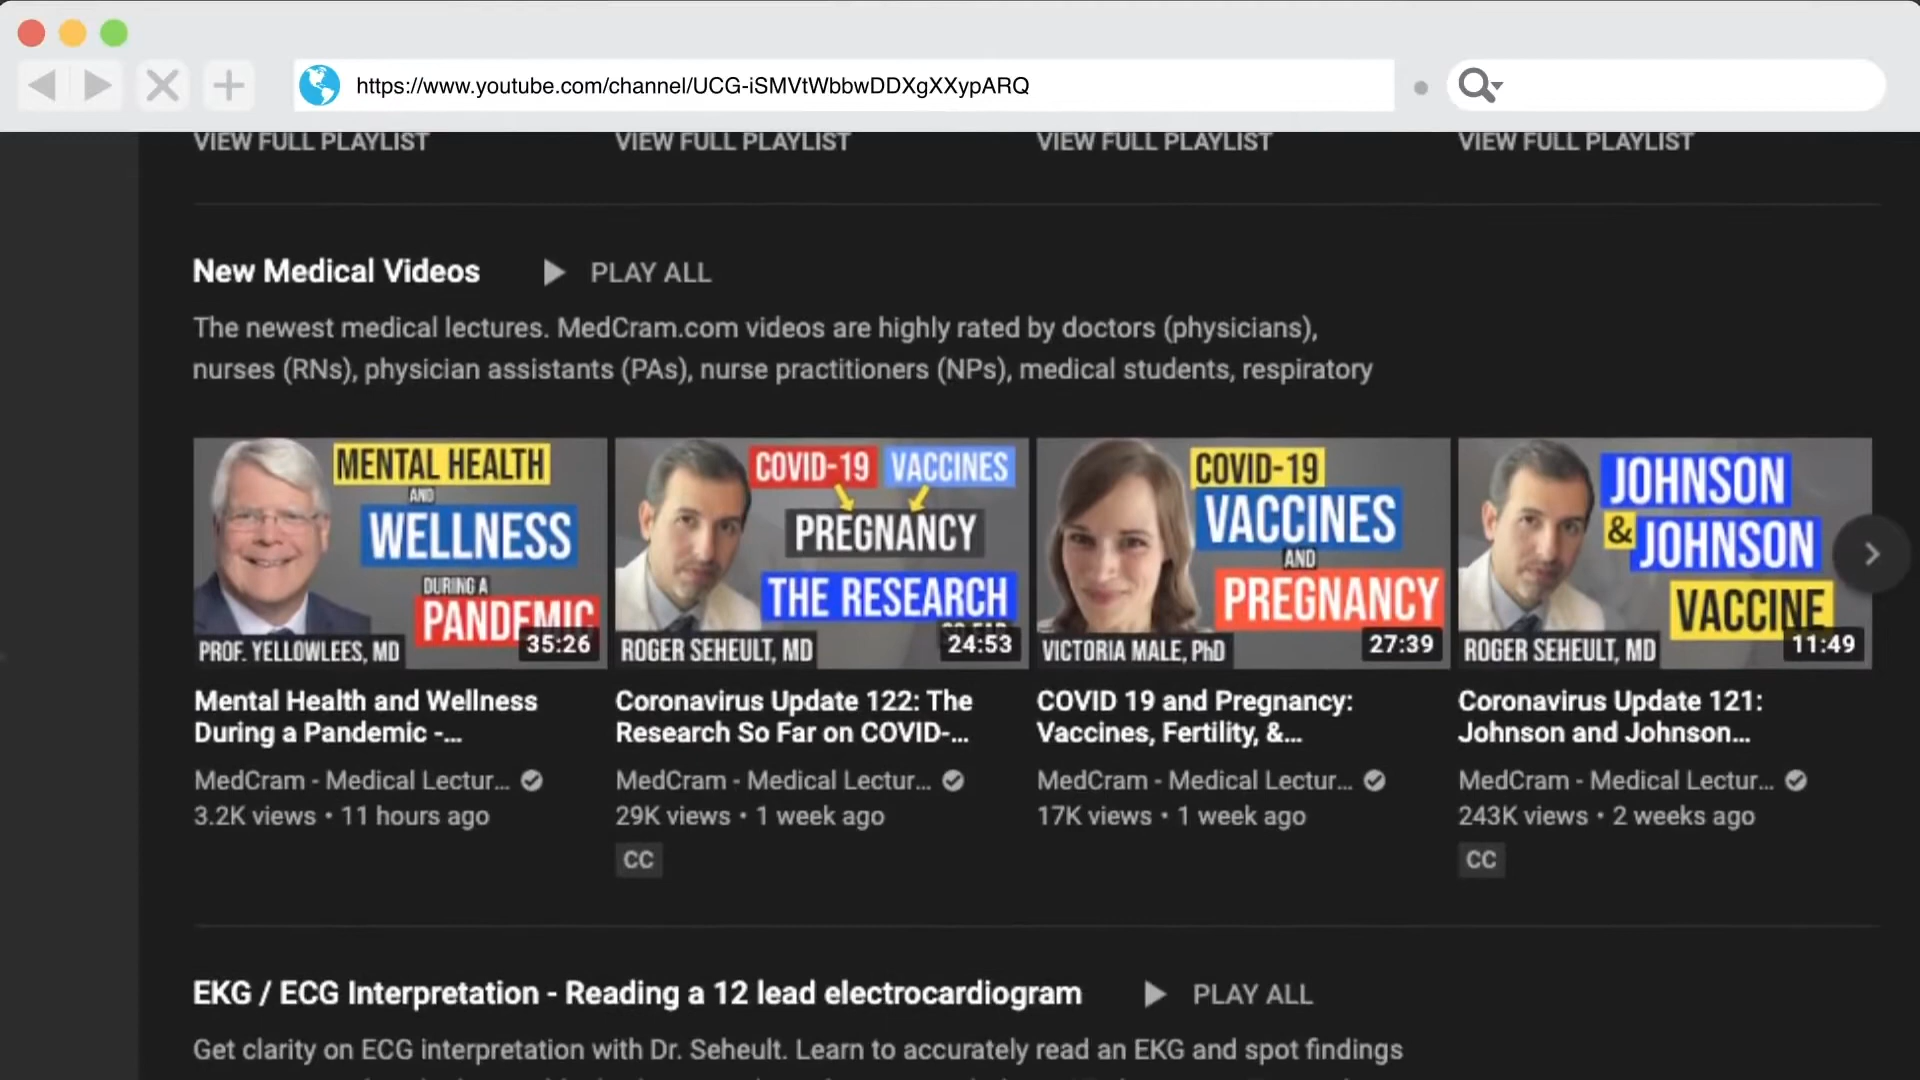 https://www.youtube.com/channel/UCG-iSMVtWbbwDDXgXXypARQ
VIEW FULL PLAYLIST VIEW FULL PLAYLIST VIEW FULL PLAYLIST VIEW FULL PLAYLIST
New Medical Videos PLAY ALL
The newest medical lectures. MedCram.com videos are highly rated by doctors (physicians),
nurses (RNs), physician assistants (PAs), nurse practitioners (NPs), medical students, respiratory
MENTAL HEALTH
AND
WELLNESS
DURING A
PANDEMIC
PROF. YELLOWLEES, MD
35:26
COVID-19 VACCINES
PREGNANCY
THE RESEARCH
ROGER SEHEULT, MD
24:53
COVID-19
VACCINES
AND
PREGNANCY
VICTORIA MALE, PhD
27:39
JOHNSON
& JOHNSON
VACCINE
ROGER SEHEULT, MD
11:49
Mental Health and Wellness
During a Pandemic -...
MedCram - Medical Lectur...
3.2K views • 11 hours ago
Coronavirus Update 122: The
Research So Far on COVID-...
MedCram - Medical Lectur...
29K views • 1 week ago
CC
COVID 19 and Pregnancy:
Vaccines, Fertility, &...
MedCram - Medical Lectur...
17K views • 1 week ago
Coronavirus Update 121:
Johnson and Johnson...
MedCram - Medical Lectur...
243K views • 2 weeks ago
CC
EKG / ECG Interpretation - Reading a 12 lead electrocardiogram PLAY ALL
Get clarity on ECG interpretation with Dr. Seheult. Learn to accurately read an EKG and spot findings